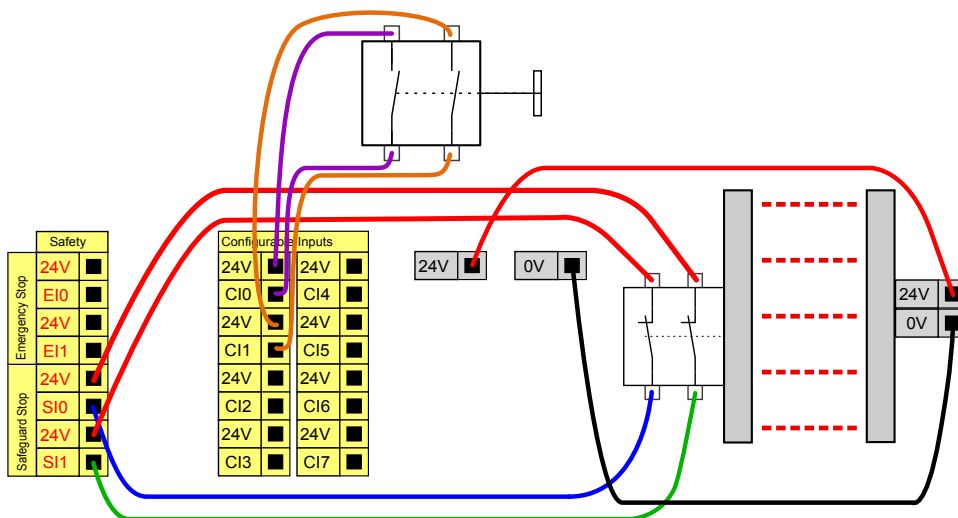 Safety
Emergency Stop
24V
EI0
24V
EI1
Safeguard Stop
24V
SI0
24V
SI1
Configurable Inputs
24V 24V
CI0 CI4
24V 24V
CI1 CI5
24V 24V
CI2 CI6
24V 24V
CI3 CI7
24V
0V
24V
0V